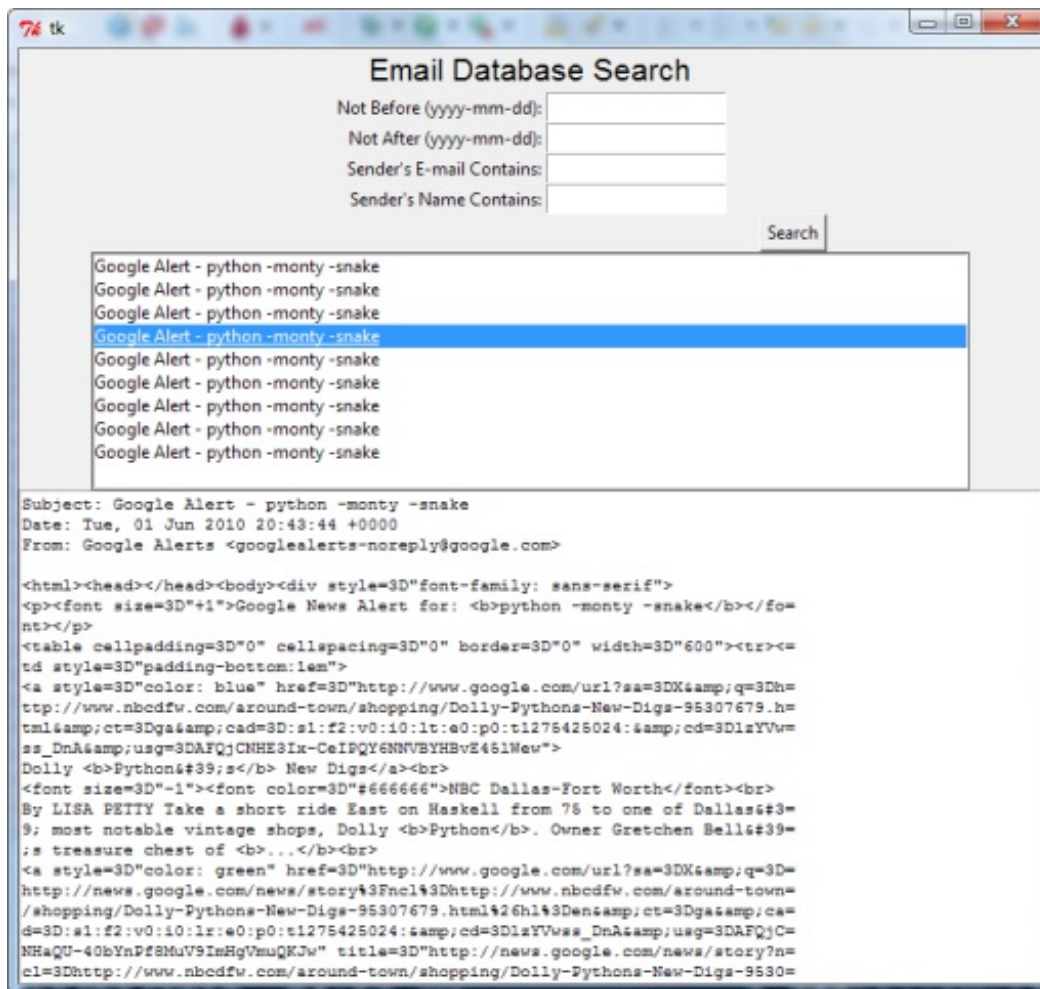 tk
Email Database Search
Not Before (yyyy-mm-dd):
Not After (yyyy-mm-dd):
Sender's E-mail Contains:
Sender's Name Contains:
Search
Google Alert - python -monty -snake
Google Alert - python -monty -snake
Google Alert - python -monty -snake
Google Alert - python -monty -snake
Google Alert - python -monty -snake
Google Alert - python -monty -snake
Google Alert - python -monty -snake
Google Alert - python -monty -snake
Google Alert - python -monty -snake
Subject: Google Alert - python -monty -snake
Date: Tue, 01 Jun 2010 20:43:44 +0000
From: Google Alerts <googlealerts-noreply@google.com>
<html><head></head><body><div style=3D"font-family: sans-serif">
<p><font size=3D"+1">Google News Alert for: <b>python -monty -snake</b></fo=
nt></p>
<table cellpadding=3D"0" cellspacing=3D"0" border=3D"0" width=3D"600"><tr><=
td style=3D"padding-bottom:1em">
<a style=3D"color: blue" href=3D"http://www.google.com/url?sa=3DX&amp;q=3Dh=
ttp://www.nbcdfw.com/around-town/shopping/Dolly-Pythons-New-Digs-95307679.h=
tml&amp;ct=3Dga&amp;cad=3D:s1:f2:v0:i0:lt:e0:p0:t1275425024:&amp;cd=3DlzYVw=
ss_DnA&amp;usg=3DAFQjCNHE3Ix-CeIPQY6NNVBYHBvE45lWew">
Dolly <b>Python&#39;s</b> New Digs</a><br>
<font size=3D"-1"><font color=3D"#666666">NBC Dallas-Fort Worth</font><br>
By LISA PETTY Take a short ride East on Haskell from 75 to one of Dallas&#3=
9; most notable vintage shops, Dolly <b>Python</b>. Owner Gretchen Bell&#39=
;s treasure chest of <b>...</b><br>
<a style=3D"color: green" href=3D"http://www.google.com/url?sa=3DX&amp;q=3D=
http://news.google.com/news/story%3Fncl%3Dhttp://www.nbcdfw.com/around-town=
/shopping/Dolly-Pythons-New-Digs-95307679.html%26hl%3Den&amp;ct=3Dga&amp;ca=
d=3D:s1:f2:v0:i0:lr:e0:p0:t1275425024:&amp;cd=3DlzYVwss_DnA&amp;usg=3DAFQjC=
NHaQU-40bYnPf8MuV9ImHgVmuQKJw" title=3D"http://news.google.com/news/story?n=
cl=3Dhttp://www.nbcdfw.com/around-town/shopping/Dolly-Pythons-New-Digs-9530=